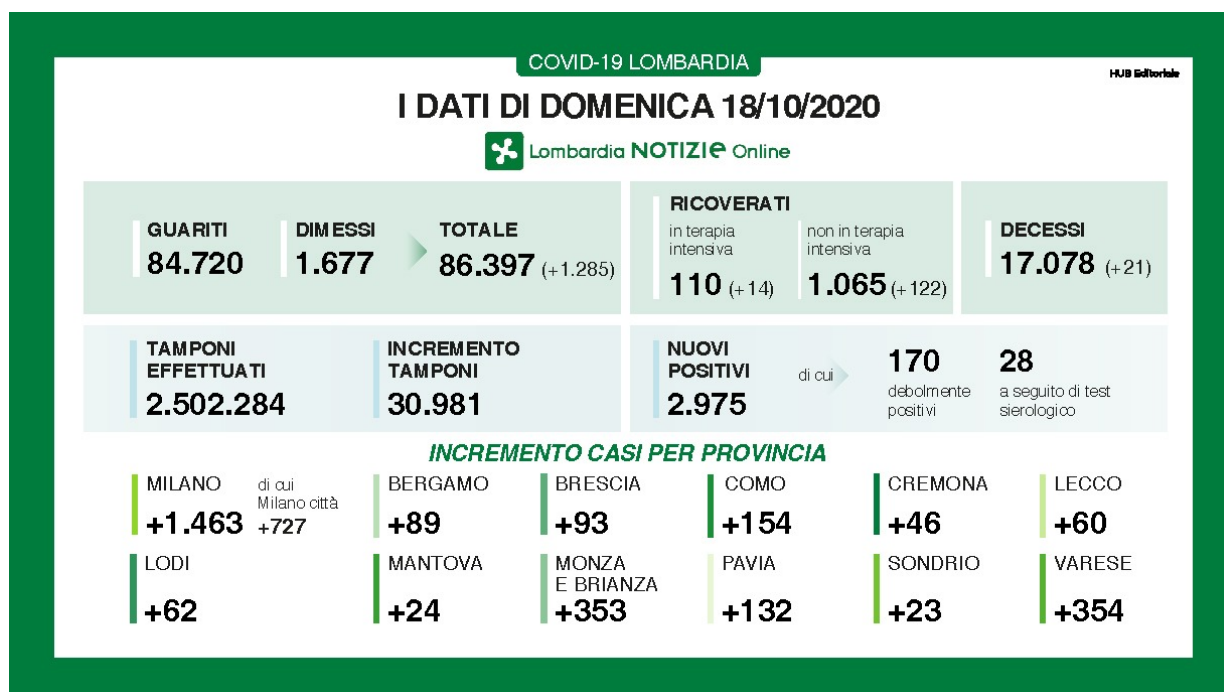 COVID-19 LOMBARDIA
HUB Editoriale
I DATI DI DOMENICA 18/10/2020
Lombardia NOTIZIE Online
GUARITI
84.720
DIMESSI
1.677
TOTALE
86.397 (+1.285)
RICOVERATI
in terapia
intensiva
110 (+14)
non in terapia
intensiva
1.065 (+122)
DECESSI
17.078 (+21)
TAMPONI
EFFETTUATI
2.502.284
INCREMENTO
TAMPONI
30.981
NUOVI
POSITIVI
2.975
di cui
170
debolmente
positivi
28
a seguito di test
sierologico
INCREMENTO CASI PER PROVINCIA
MILANO
+1.463
di cui
Milano città
+727
BERGAMO
+89
BRESCIA
+93
COMO
+154
CREMONA
+46
LECCO
+60
LODI
+62
MANTOVA
+24
MONZA
E BRIANZA
+353
PAVIA
+132
SONDRIO
+23
VARESE
+354